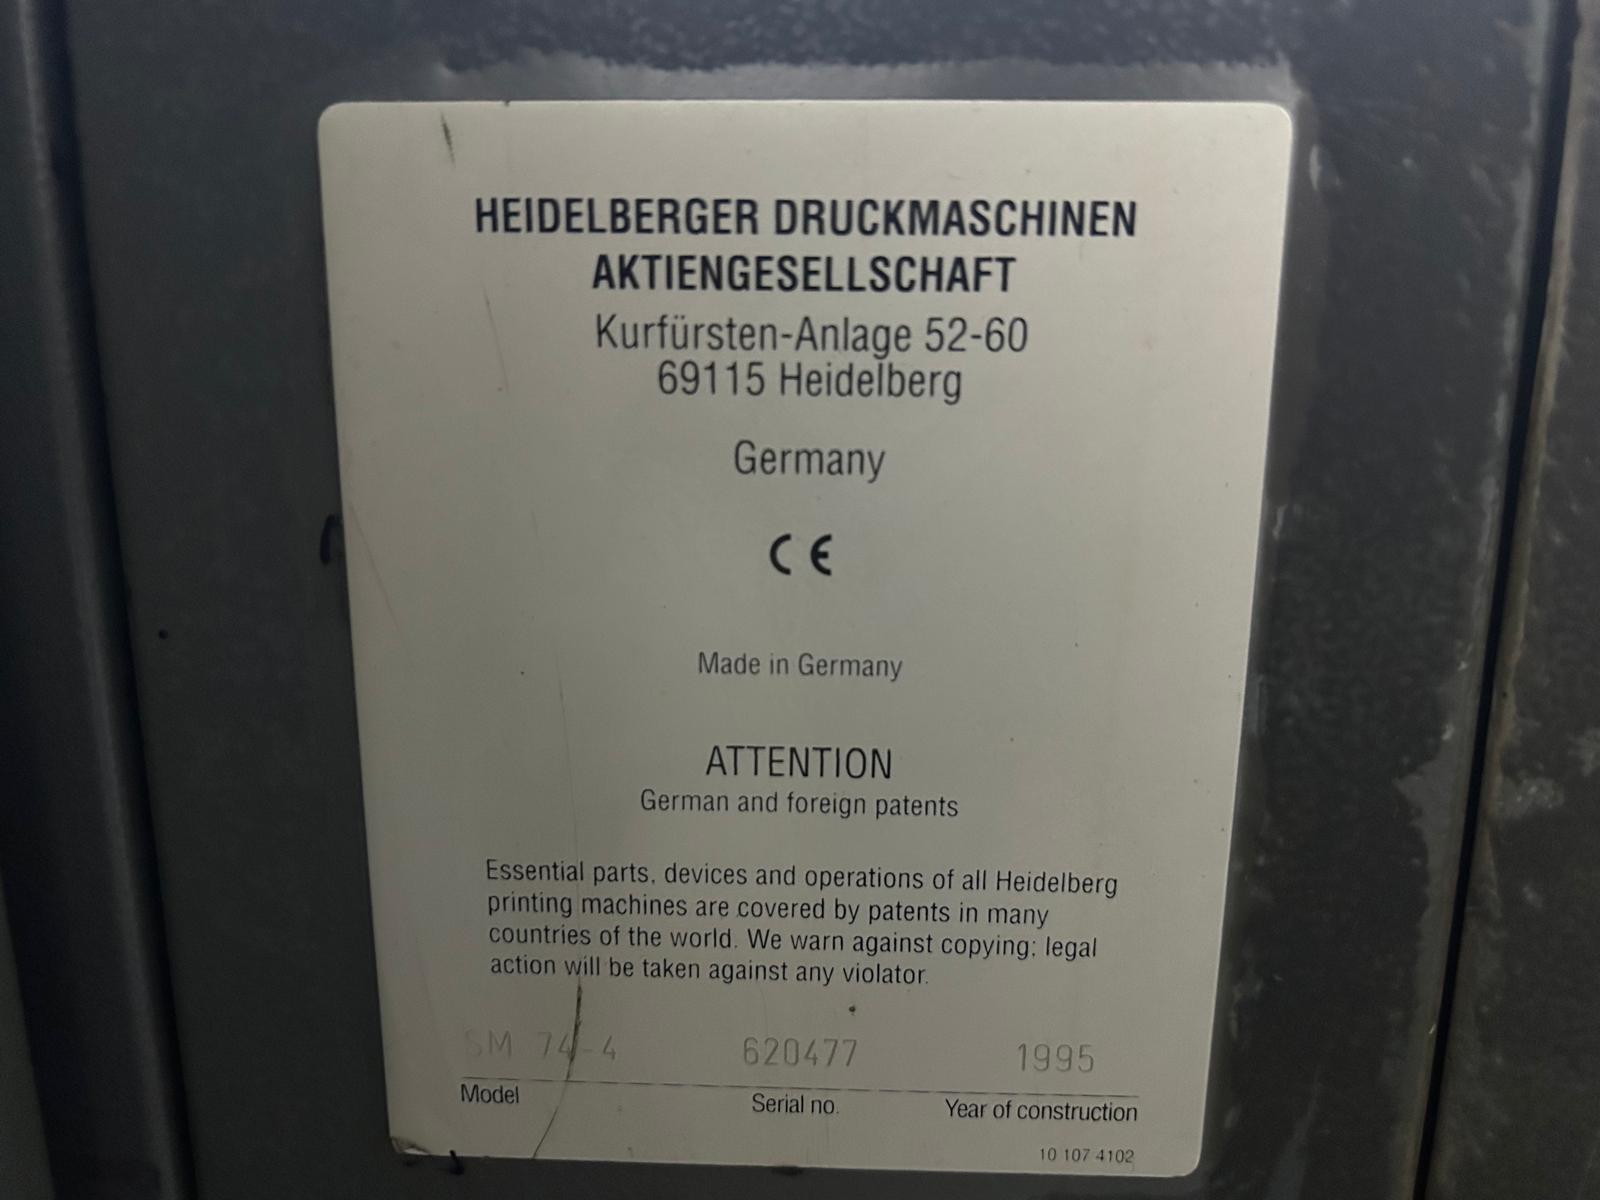 HEIDELBERGER DRUCKMASCHINEN
AKTIENGESELLSCHAFT
Kurfürsten-Anlage 52-60
69115 Heidelberg
Germany
CE
Made in Germany
ATTENTION
German and foreign patents
Essential parts, devices and operations of all Heidelberg
printing machines are covered by patents in many
countries of the world. We warn against copying; legal
action will be taken against any violator.
SM 74-4 620477 1995
Model Serial no. Year of construction
10 107 4102